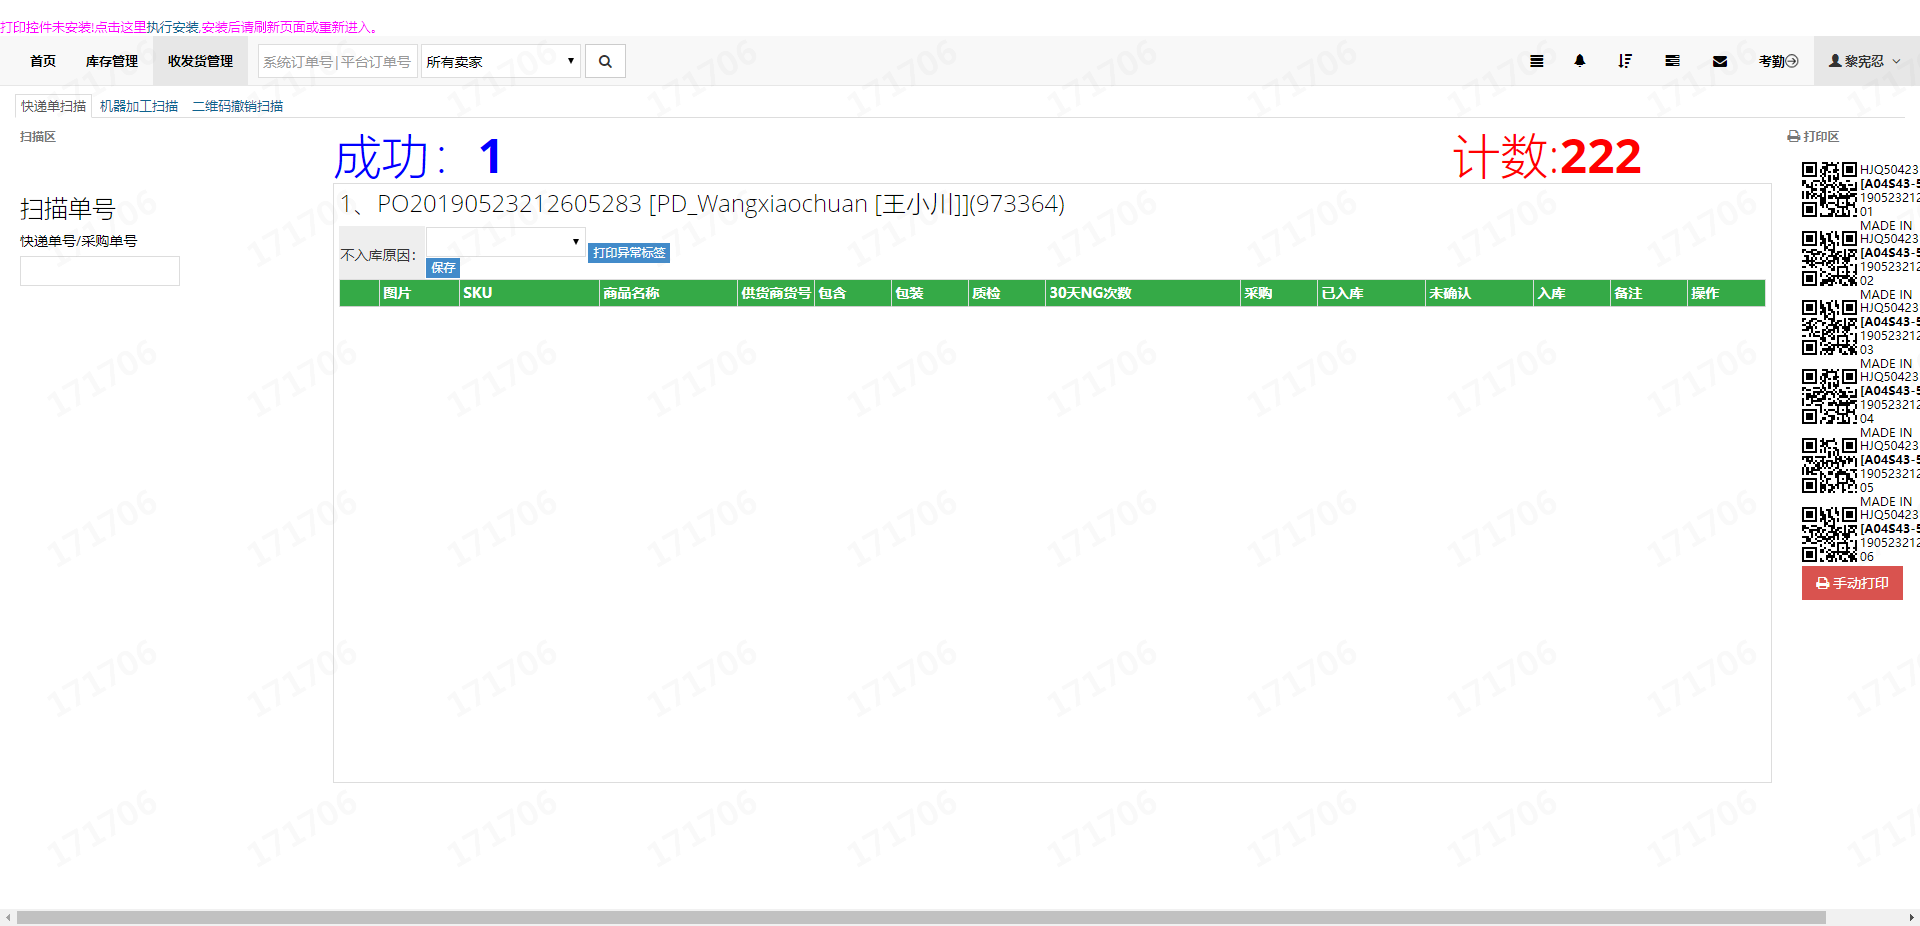 打印控件未安装!点击这里执行安装,安装后请刷新页面或重新进入。
首页 库存管理 收发货管理 系统订单号|平台订单号 所有卖家 考勤 黎宪忍
快递单扫描 机器加工扫描 二维码撤销扫描
扫描区
成功：1
计数:222
打印区
扫描单号
快递单号/采购单号
1、PO20190523212605283 [PD_Wangxiaochuan [王小川]](973364)
不入库原因：
打印异常标签
保存
图片 SKU 商品名称 供货商货号 包含 包装 质检 30天NG次数 采购 已入库 未确认 入库 备注 操作
HJQ50423
[A04S43-5
190523212
01
MADE IN
HJQ50423
[A04S43-5
190523212
02
MADE IN
HJQ50423
[A04S43-5
190523212
03
MADE IN
HJQ50423
[A04S43-5
190523212
04
MADE IN
HJQ50423
[A04S43-5
190523212
05
MADE IN
HJQ50423
[A04S43-5
190523212
06
手动打印
171706